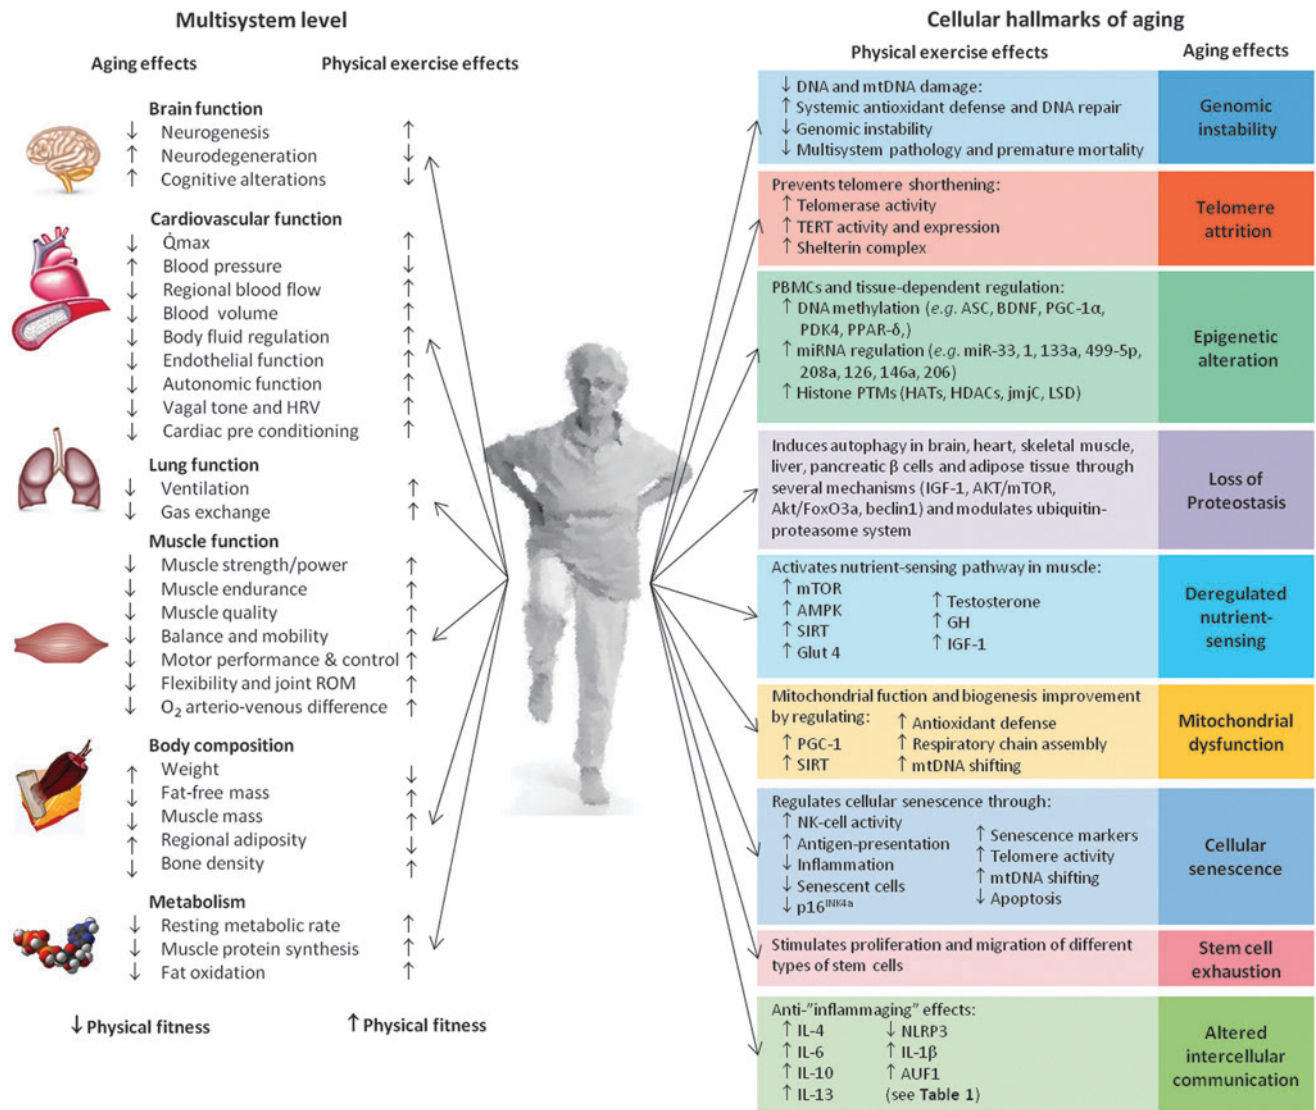 Multisystem level
Aging effects Physical exercise effects
Brain function
↓ Neurogenesis ↑
↑ Neurodegeneration ↓
↑ Cognitive alterations ↓
Cardiovascular function
↓ Q̇max ↑
↑ Blood pressure ↓
↓ Regional blood flow ↑
↓ Blood volume ↑
↓ Body fluid regulation ↑
↓ Endothelial function ↑
↓ Autonomic function ↑
↓ Vagal tone and HRV ↑
↓ Cardiac pre conditioning ↑
Lung function
↓ Ventilation ↑
↓ Gas exchange ↑
Muscle function
↓ Muscle strength/power ↑
↓ Muscle endurance ↑
↓ Muscle quality ↑
↓ Balance and mobility ↑
↓ Motor performance & control ↑
↓ Flexibility and joint ROM ↑
↓ O₂ arterio-venous difference ↑
Body composition
↑ Weight ↓
↓ Fat-free mass ↑
↓ Muscle mass ↑
↑ Regional adiposity ↓
↓ Bone density ↑
Metabolism
↓ Resting metabolic rate ↑
↓ Muscle protein synthesis ↑
↓ Fat oxidation ↑
↓ Physical fitness ↑ Physical fitness
Cellular hallmarks of aging
Physical exercise effects Aging effects
↓ DNA and mtDNA damage:
↑ Systemic antioxidant defense and DNA repair
↓ Genomic instability
↓ Multisystem pathology and premature mortality
Genomic
instability
Prevents telomere shortening:
↑ Telomerase activity
↑ TERT activity and expression
↑ Shelterin complex
Telomere
attrition
PBMCs and tissue-dependent regulation:
↑ DNA methylation (e.g. ASC, BDNF, PGC-1α,
PDK4, PPAR-δ,)
↑ miRNA regulation (e.g. miR-33, 1, 133a, 499-5p,
208a, 126, 146a, 206)
↑ Histone PTMs (HATs, HDACs, jmjC, LSD)
Epigenetic
alteration
Induces autophagy in brain, heart, skeletal muscle,
liver, pancreatic β cells and adipose tissue through
several mechanisms (IGF-1, AKT/mTOR,
Akt/FoxO3a, beclin1) and modulates ubiquitin-
proteasome system
Loss of
Proteostasis
Activates nutrient-sensing pathway in muscle:
↑ mTOR
↑ AMPK
↑ SIRT
↑ Glut 4
↑ Testosterone
↑ GH
↑ IGF-1
Deregulated
nutrient-
sensing
Mitochondrial fuction and biogenesis improvement
by regulating:
↑ PGC-1
↑ SIRT
↑ Antioxidant defense
↑ Respiratory chain assembly
↑ mtDNA shifting
Mitochondrial
dysfunction
Regulates cellular senescence through:
↑ NK-cell activity
↑ Antigen-presentation
↓ Inflammation
↓ Senescent cells
↓ p16ᴵᴺᴷ⁴ᵃ
↑ Senescence markers
↑ Telomere activity
↑ mtDNA shifting
↓ Apoptosis
Cellular
senescence
Stimulates proliferation and migration of different
types of stem cells
Stem cell
exhaustion
Anti-"inflammaging" effects:
↑ IL-4
↑ IL-6
↑ IL-10
↑ IL-13
↓ NLRP3
↑ IL-1β
↑ AUF1
(see Table 1)
Altered
intercellular
communication